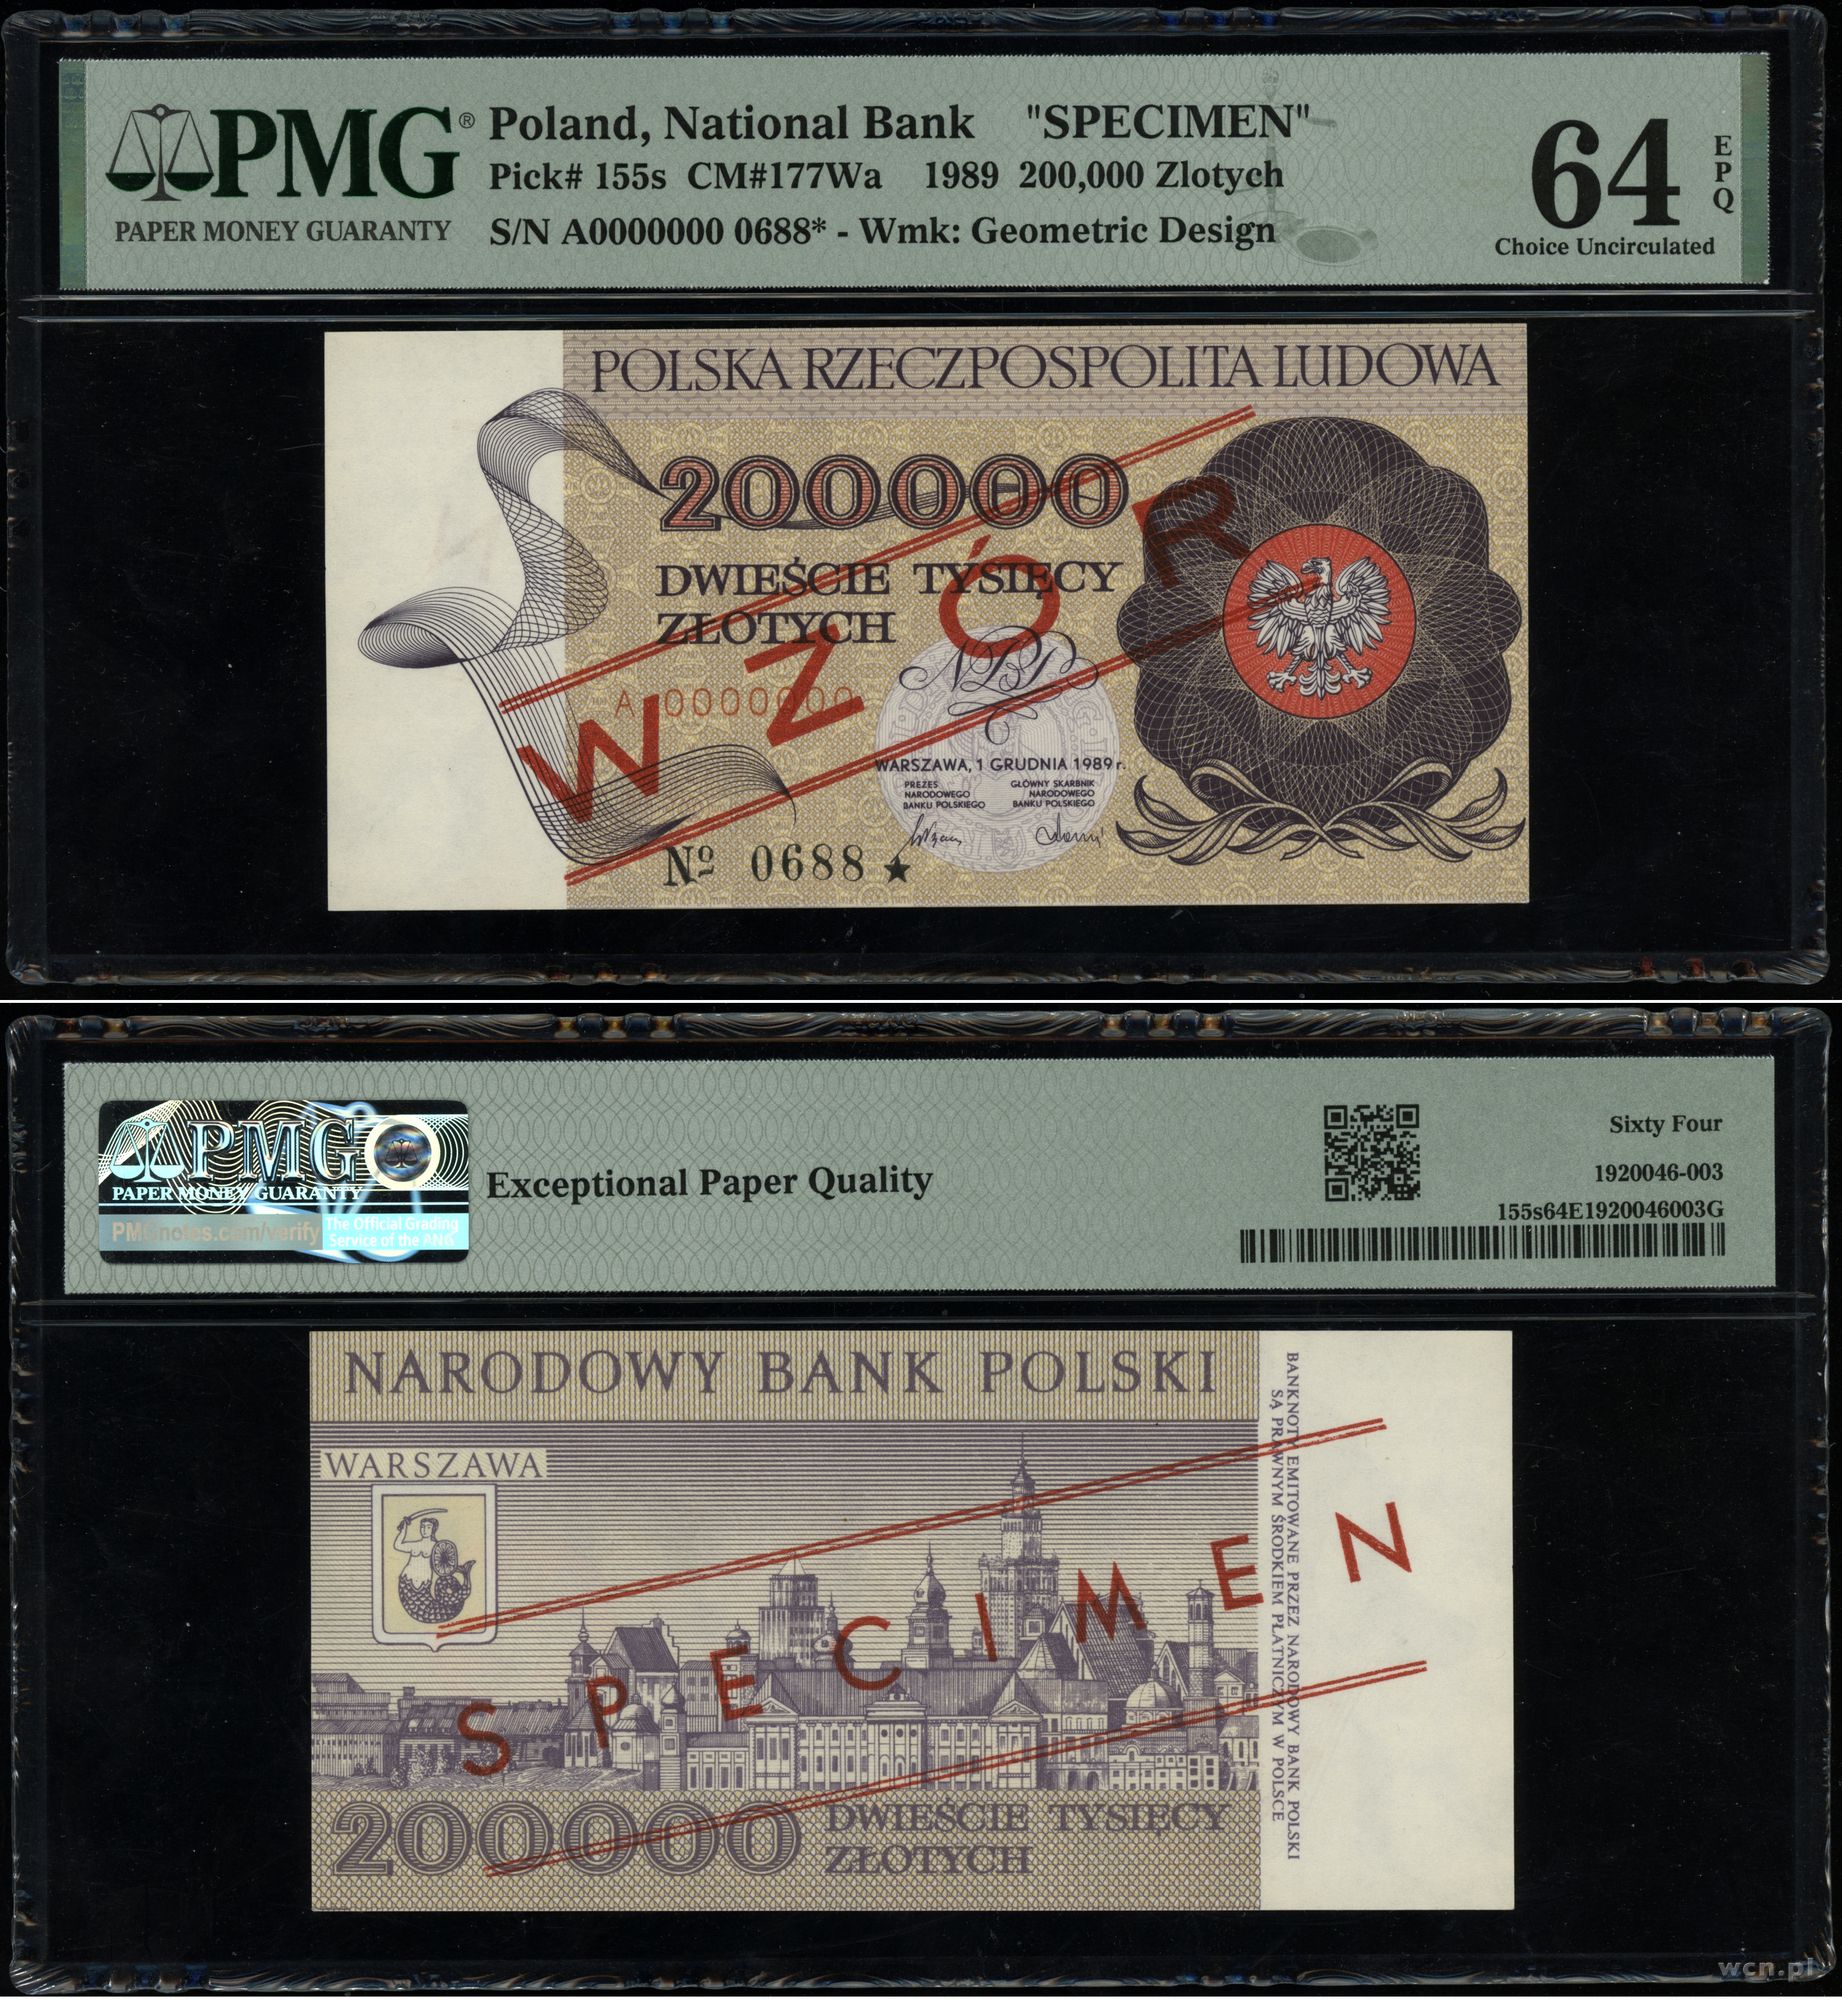 PMG®
PAPER MONEY GUARANTY
Poland, National Bank "SPECIMEN"
Pick# 155s CM#177Wa 1989 200,000 Zlotych
S/N A0000000 0688* - Wmk: Geometric Design
64
EPQ
Choice Uncirculated
POLSKA RZECZPOSPOLITA LUDOWA
200000
DWIEŚCIE TYSIĘCY
ZŁOTYCH
WZÓR
A 0000000
NBP
WARSZAWA, 1 GRUDNIA 1989 r.
PREZES
NARODOWEGO
BANKU POLSKIEGO
GŁÓWNY SKARBNIK
NARODOWEGO
BANKU POLSKIEGO
Nº 0688 ★
PMG
PAPER MONEY GUARANTY
PMGnotes.com/verify
The Official Grading
Service of the ANA
Exceptional Paper Quality
Sixty Four
1920046-003
155s64E1920046003G
NARODOWY BANK POLSKI
WARSZAWA
SPECIMEN
200000
DWIEŚCIE TYSIĘCY
ZŁOTYCH
BANKNOTY EMITOWANE PRZEZ NARODOWY BANK POLSKI
SĄ PRAWNYM ŚRODKIEM PŁATNICZYM W POLSCE
wcn.pl